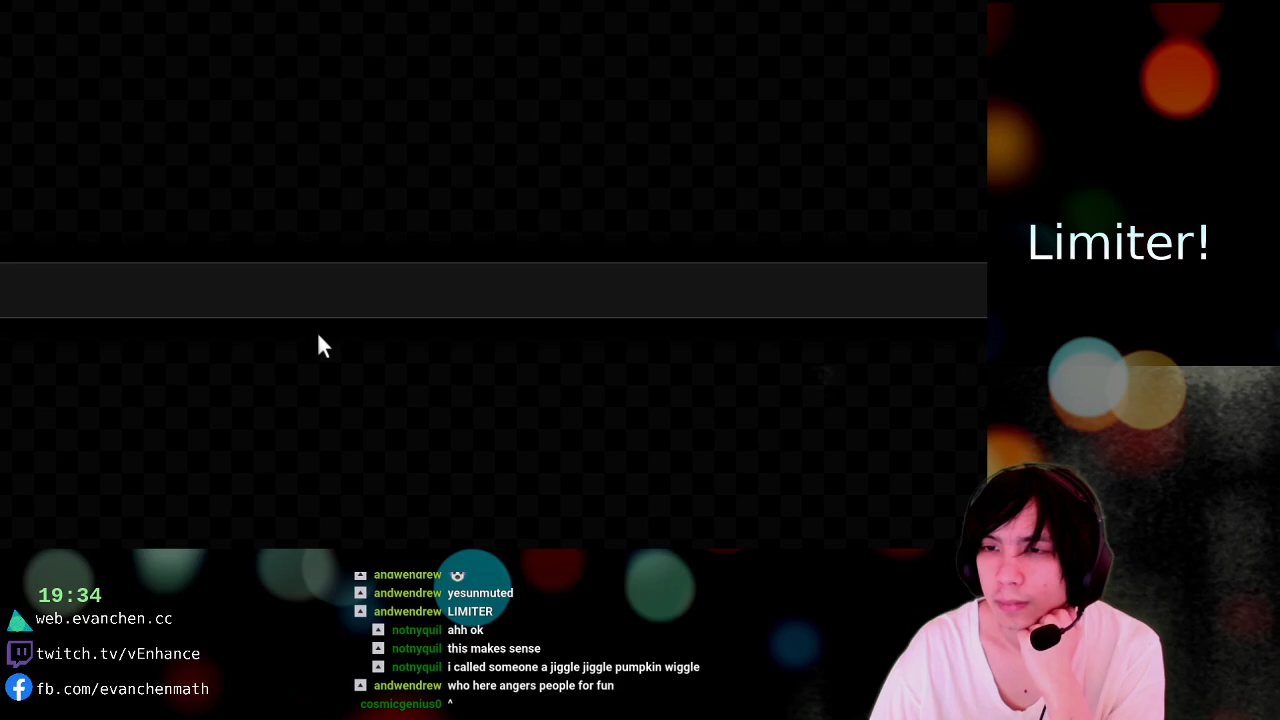 Limiter!
19:34
web.evanchen.cc
twitch.tv/vEnhance
fb.com/evanchenmath
andwendrew
andwendrew yesunmuted
andwendrew LIMITER
notnyquil ahh ok
notnyquil this makes sense
notnyquil i called someone a jiggle jiggle pumpkin wiggle
andwendrew who here angers people for fun
cosmicgenius0 ^